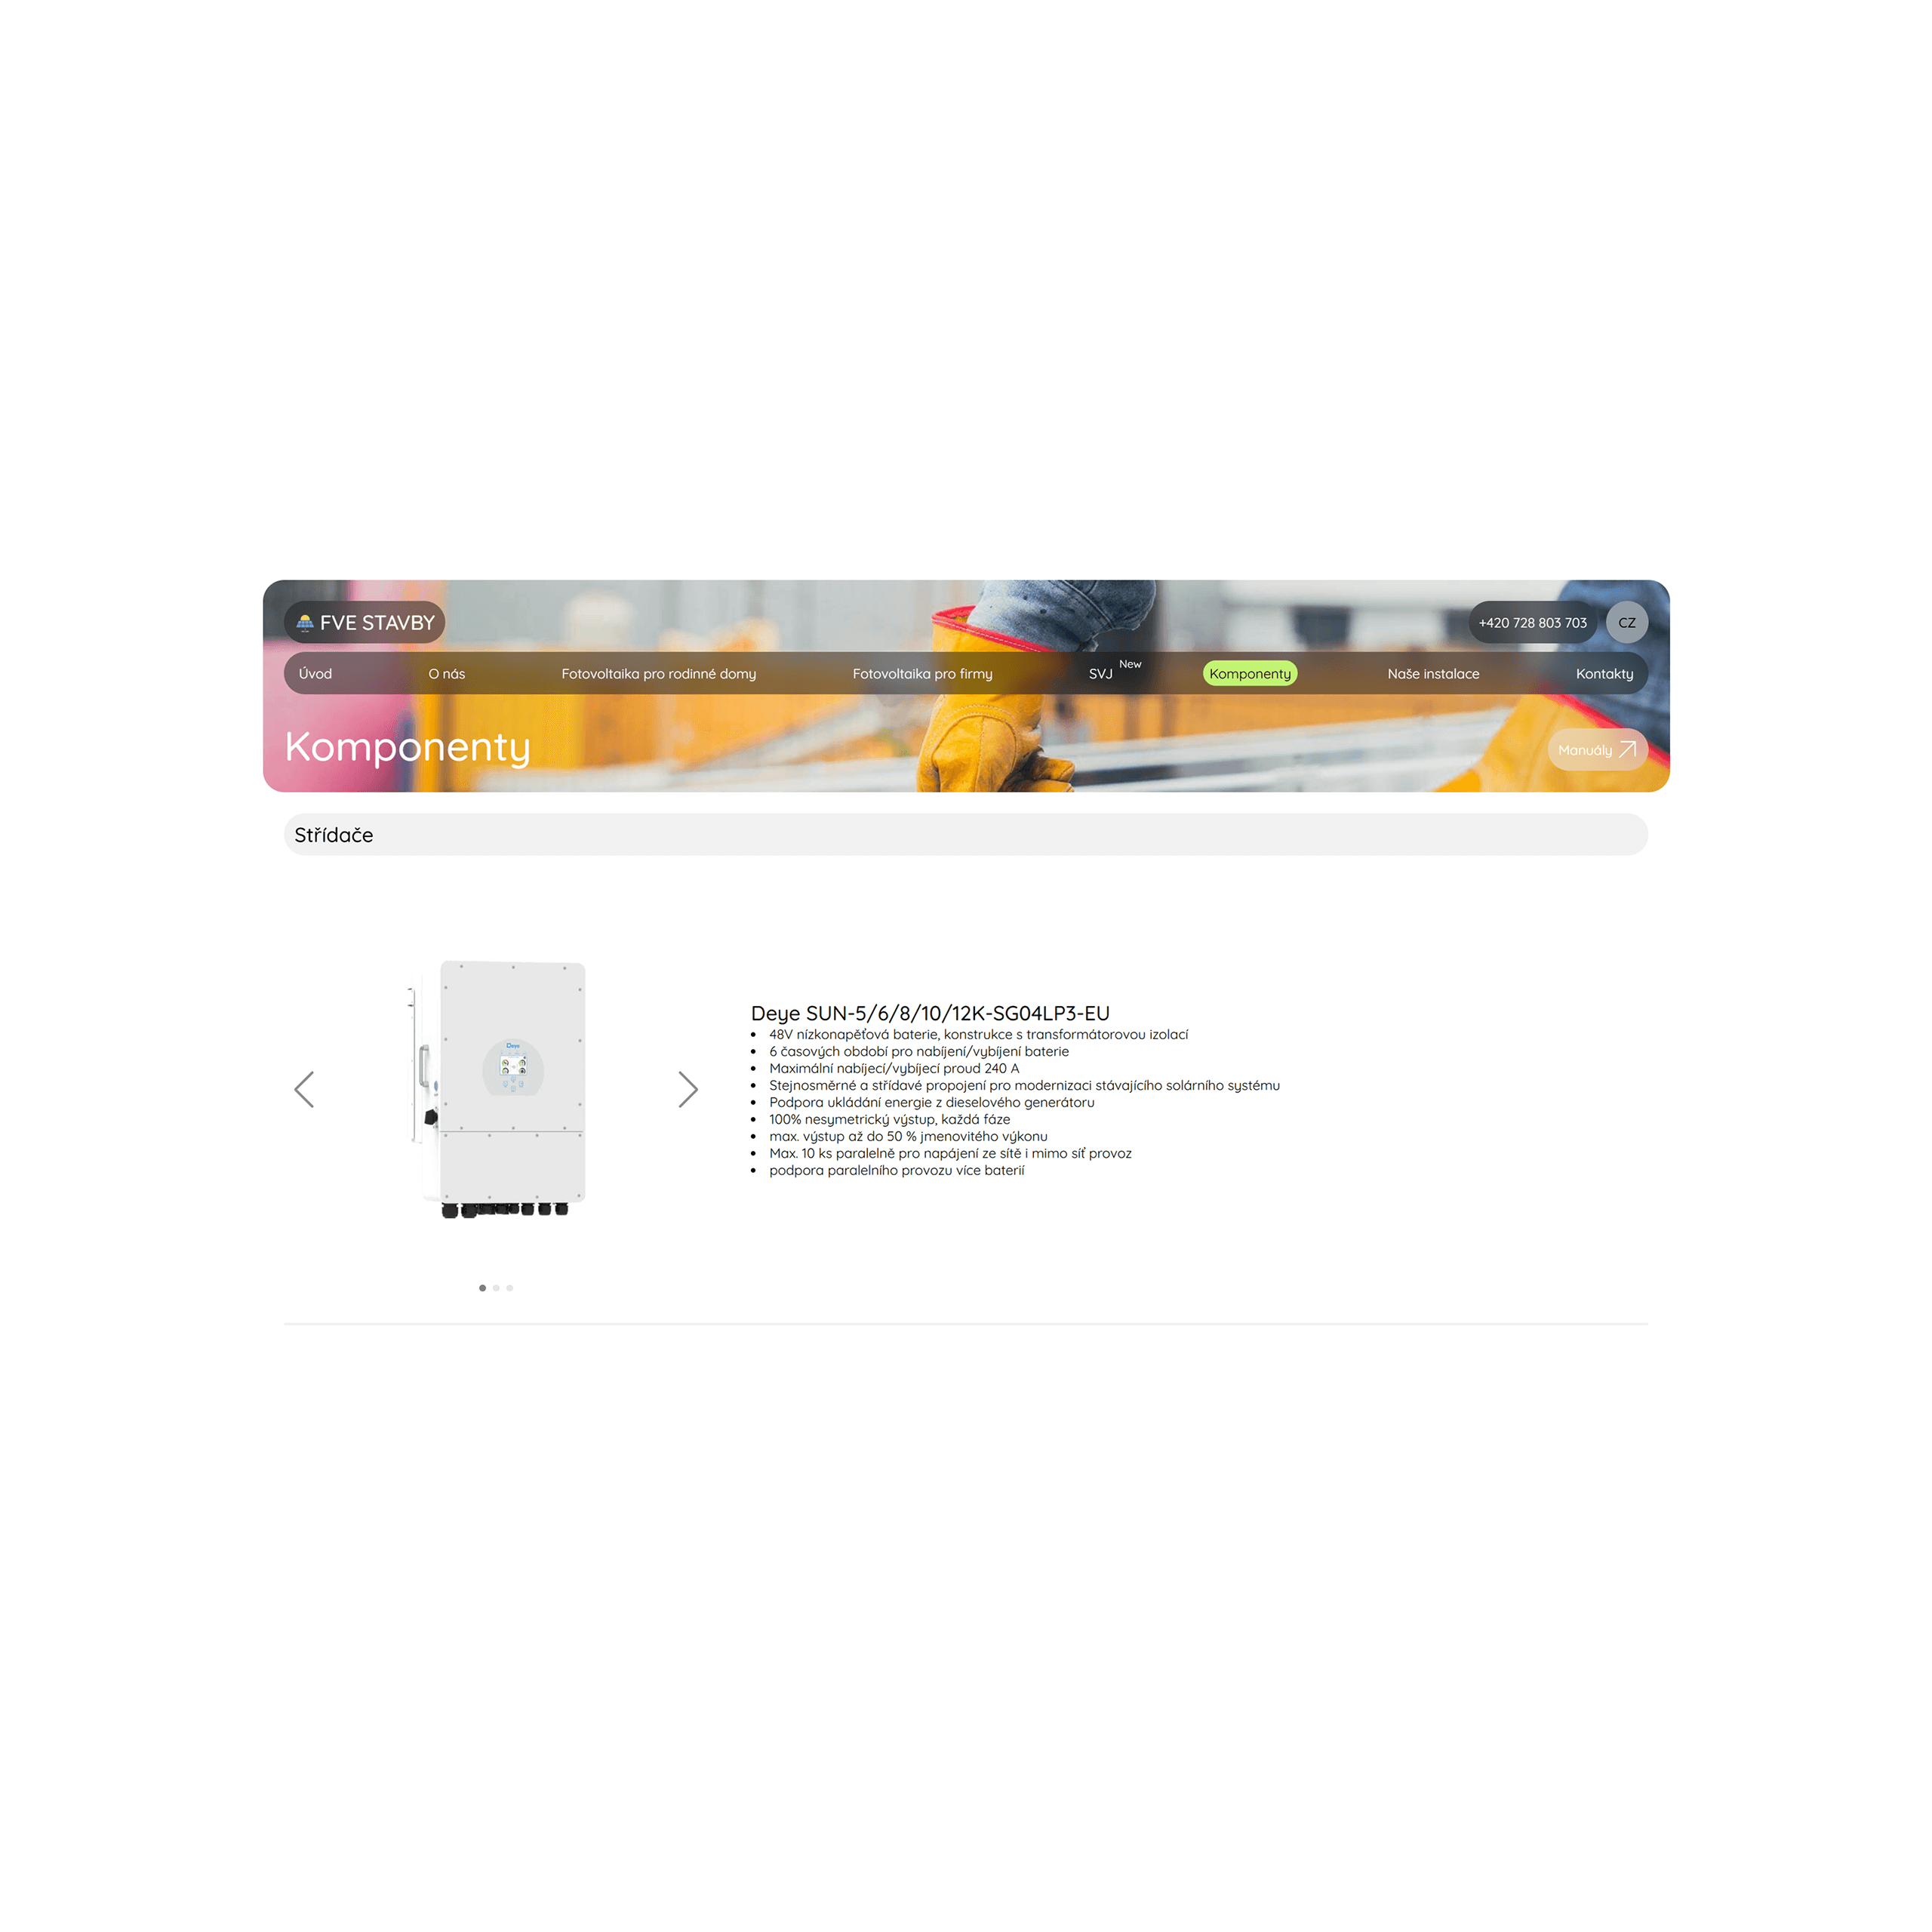 FVE STAVBY
+420 728 803 703
CZ
Úvod
O nás
Fotovoltaika pro rodinné domy
Fotovoltaika pro firmy
SVJ
New
Komponenty
Naše instalace
Kontakty
Komponenty
Manuály
Střídače
Deye
Deye SUN-5/6/8/10/12K-SG04LP3-EU
• 48V nízkonapěťová baterie, konstrukce s transformátorovou izolací
• 6 časových období pro nabíjení/vybíjení baterie
• Maximální nabíjecí/vybíjecí proud 240 A
• Stejnosměrné a střídavé propojení pro modernizaci stávajícího solárního systému
• Podpora ukládání energie z dieselového generátoru
• 100% nesymetrický výstup, každá fáze
• max. výstup až do 50 % jmenovitého výkonu
• Max. 10 ks paralelně pro napájení ze sítě i mimo síť provoz
• podpora paralelního provozu více baterií